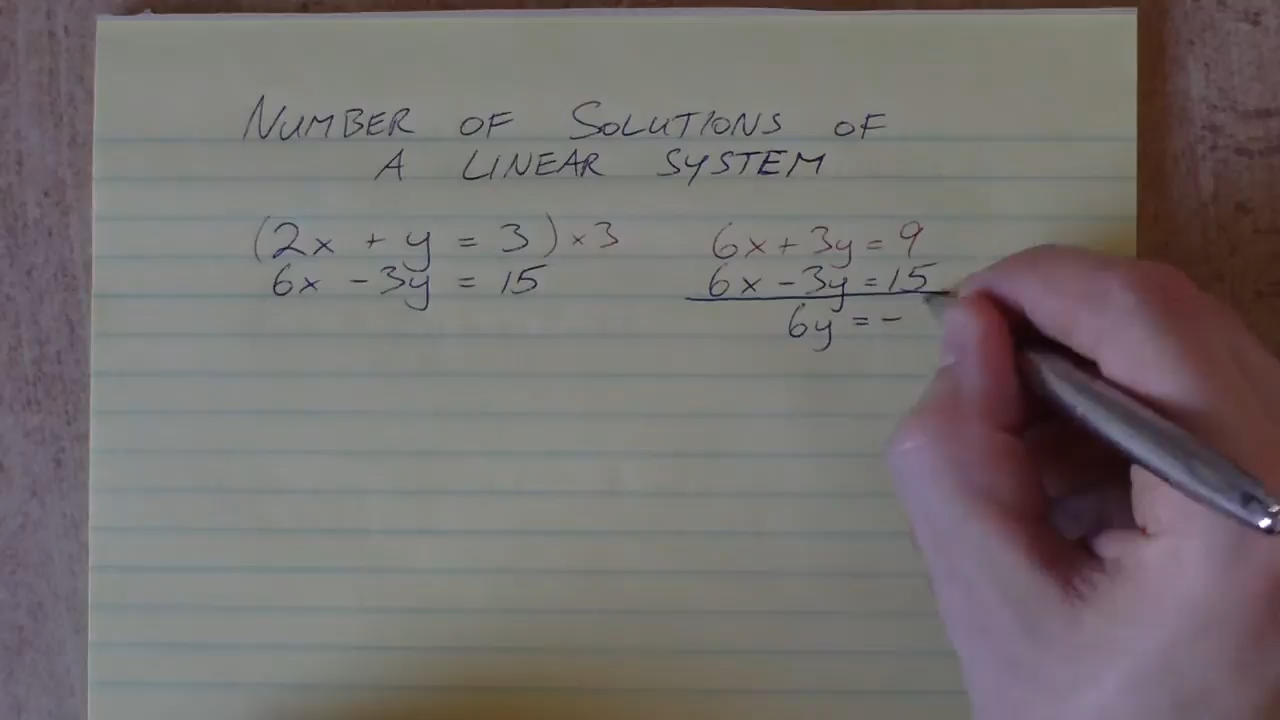 NUMBER OF SOLUTIONS OF
A LINEAR SYSTEM
(2x + y = 3) × 3
6x - 3y = 15
6x + 3y = 9
6x - 3y = 15
6y = -